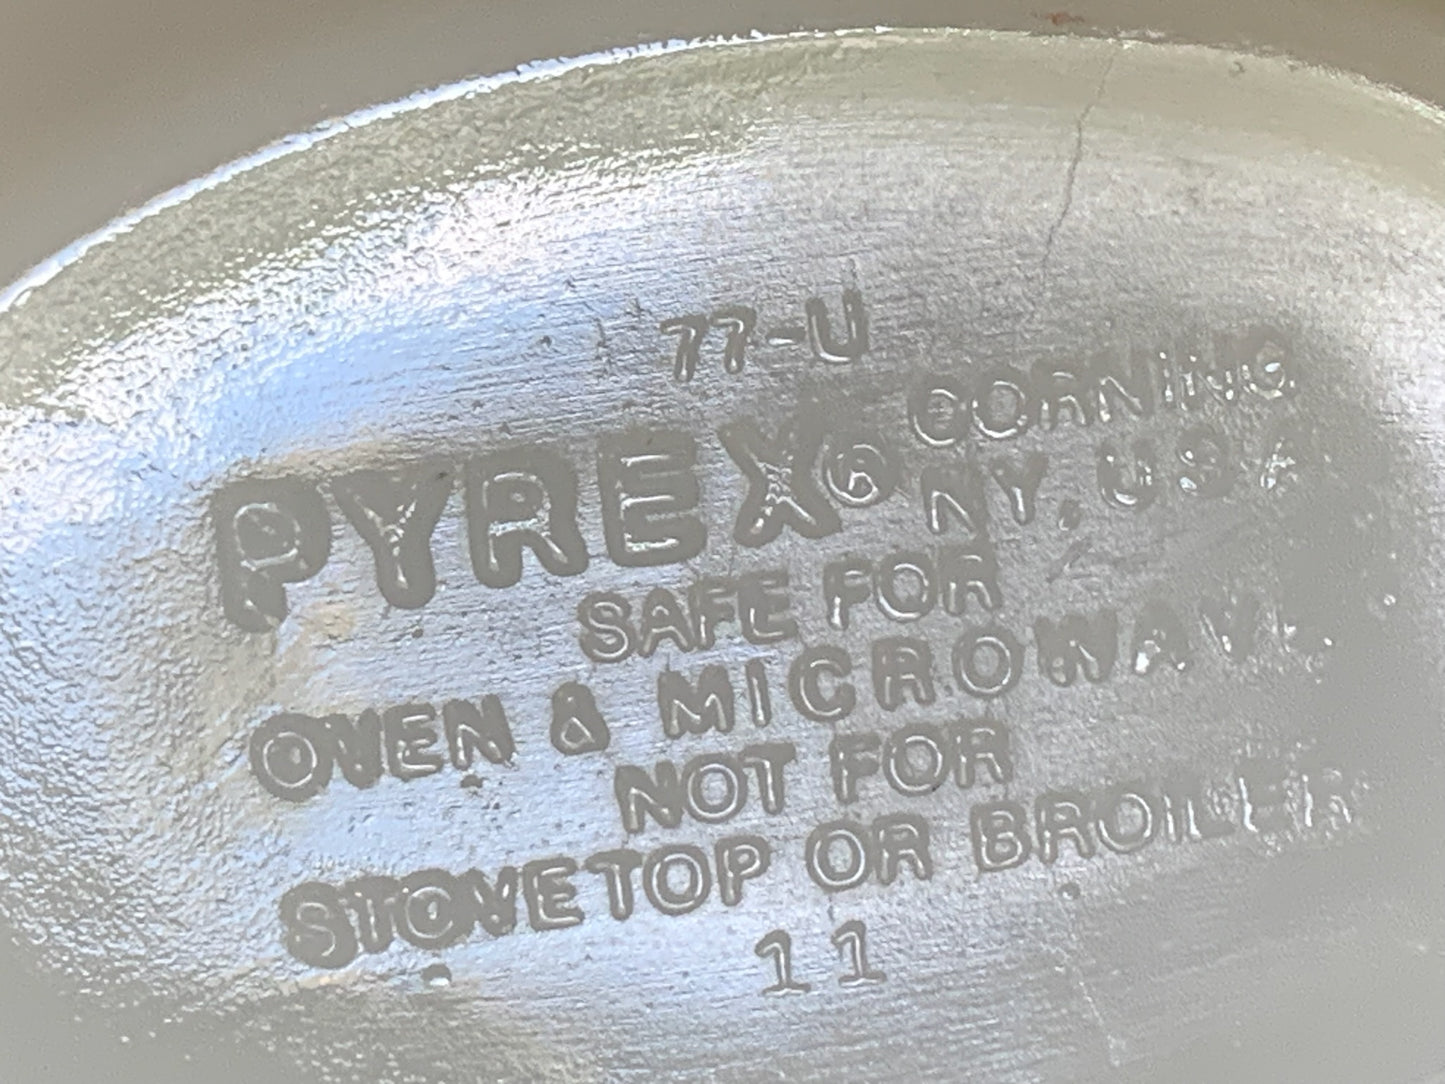 77-U
PYREX® CORNING
NY, USA
SAFE FOR
OVEN & MICROWAVE
NOT FOR
STOVETOP OR BROILER
11